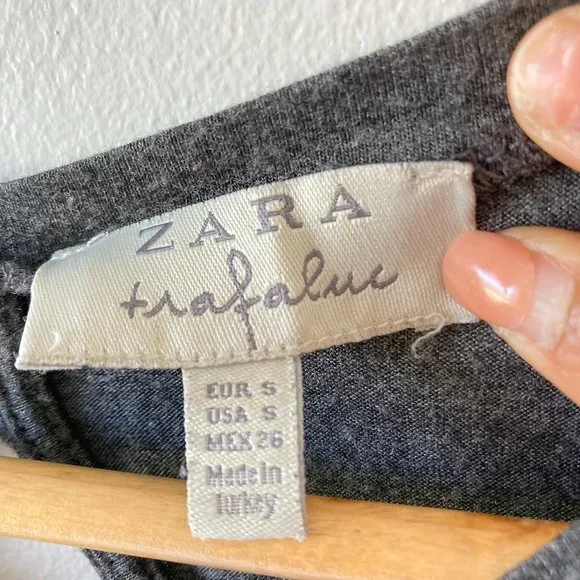 ZARA
trafaluc
EUR S
USA S
MEX 26
Made in
Turkey